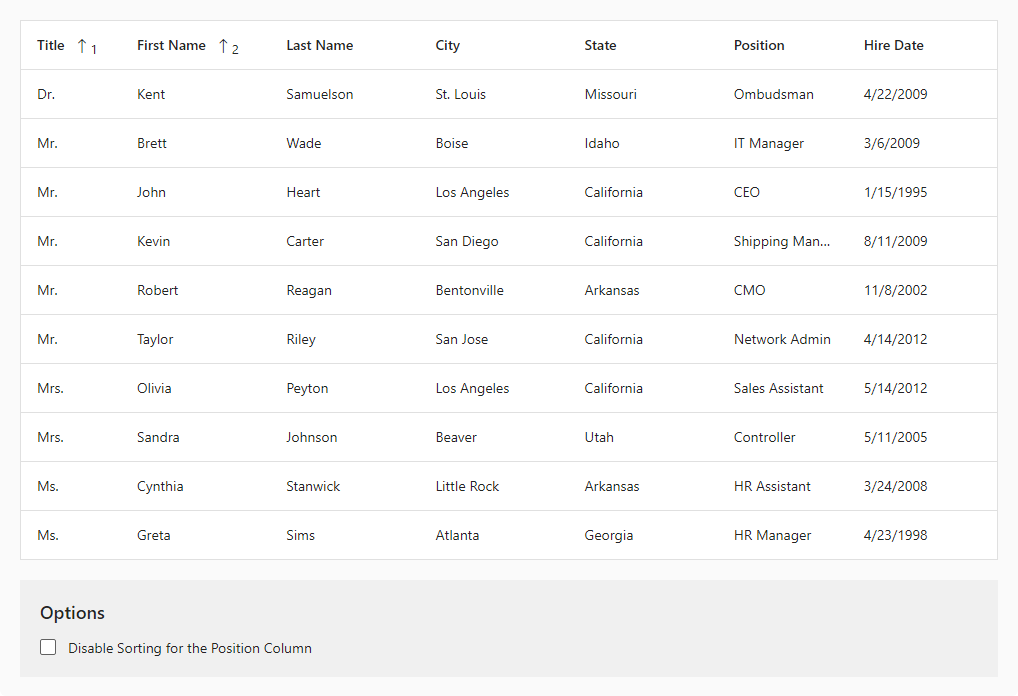 Title ↑ 1 First Name ↑ 2 Last Name City State Position Hire Date
Dr. Kent Samuelson St. Louis Missouri Ombudsman 4/22/2009
Mr. Brett Wade Boise Idaho IT Manager 3/6/2009
Mr. John Heart Los Angeles California CEO 1/15/1995
Mr. Kevin Carter San Diego California Shipping Man... 8/11/2009
Mr. Robert Reagan Bentonville Arkansas CMO 11/8/2002
Mr. Taylor Riley San Jose California Network Admin 4/14/2012
Mrs. Olivia Peyton Los Angeles California Sales Assistant 5/14/2012
Mrs. Sandra Johnson Beaver Utah Controller 5/11/2005
Ms. Cynthia Stanwick Little Rock Arkansas HR Assistant 3/24/2008
Ms. Greta Sims Atlanta Georgia HR Manager 4/23/1998
Options
Disable Sorting for the Position Column